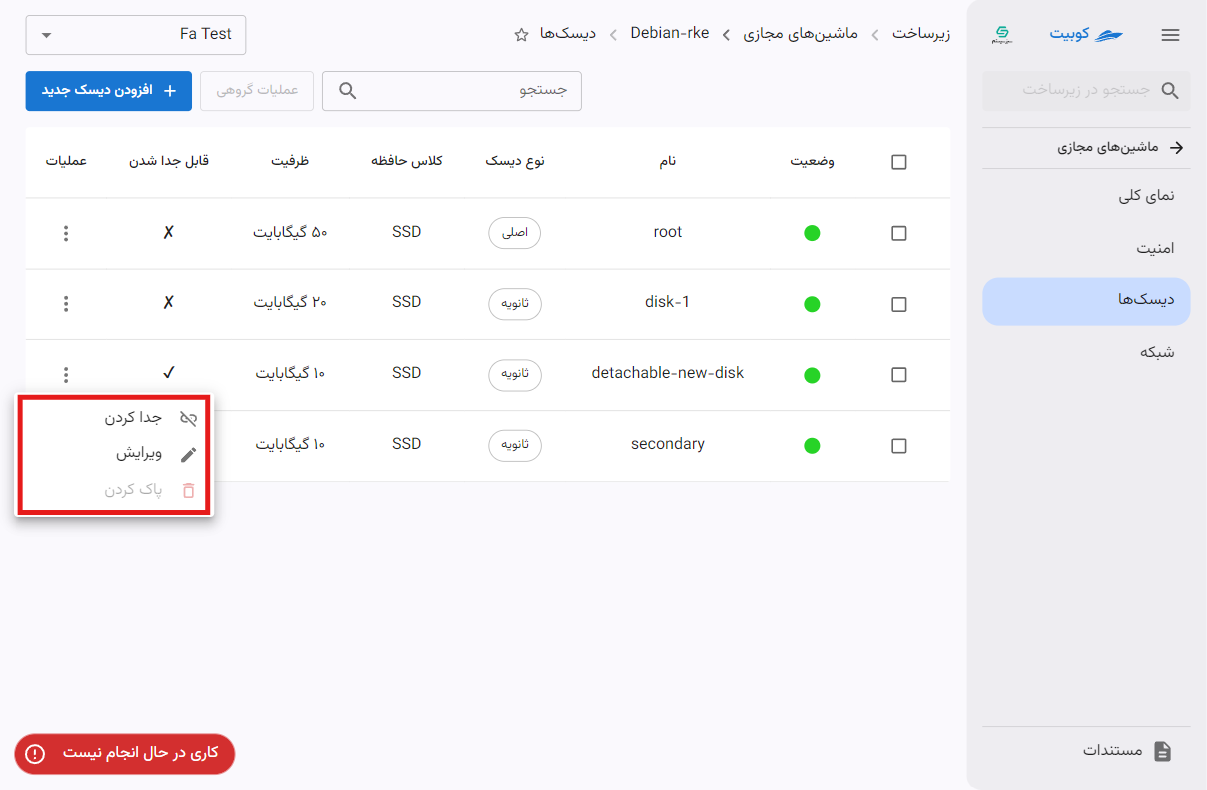 کوبیت
جستجو در زیرساخت
ماشین‌های مجازی
نمای کلی
امنیت
دیسک‌ها
شبکه
مستندات
زیرساخت > ماشین‌های مجازی > Debian-rke > دیسک‌ها
Fa Test
جستجو
عملیات گروهی
+ افزودن دیسک جدید
وضعیت نام نوع دیسک کلاس حافظه ظرفیت قابل جدا شدن عملیات
root اصلی SSD ۵۰ گیگابایت ✗
disk-1 ثانویه SSD ۲۰ گیگابایت ✗
detachable-new-disk ثانویه SSD ۱۰ گیگابایت ✓
secondary ثانویه SSD ۱۰ گیگابایت
جدا کردن
ویرایش
پاک کردن
کاری در حال انجام نیست